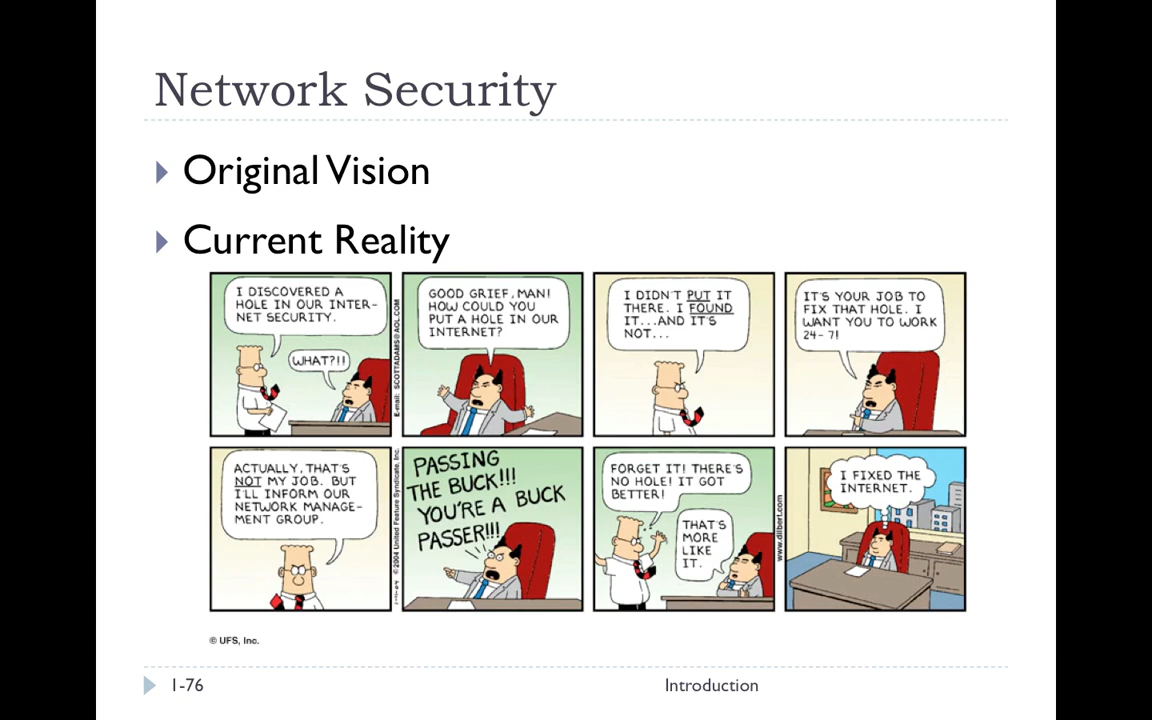 Network Security
Original Vision
Current Reality
I DISCOVERED A
HOLE IN OUR INTER-
NET SECURITY.
WHAT?!!
E-mail: SCOTTADAMS@AOL.COM
GOOD GRIEF, MAN!
HOW COULD YOU
PUT A HOLE IN OUR
INTERNET?
I DIDN'T PUT IT
THERE. I FOUND
IT...AND IT'S
NOT...
IT'S YOUR JOB TO
FIX THAT HOLE. I
WANT YOU TO WORK
24-7!
ACTUALLY, THAT'S
NOT MY JOB. BUT
I'LL INFORM OUR
NETWORK MANAGE-
MENT GROUP.
© 2004 United Feature Syndicate, Inc.
PASSING
THE BUCK!!!
YOU'RE A BUCK
PASSER!!!
FORGET IT! THERE'S
NO HOLE! IT GOT
BETTER!
THAT'S
MORE
LIKE
IT.
www.dilbert.com
I FIXED THE
INTERNET.
© UFS, Inc.
1-76
Introduction